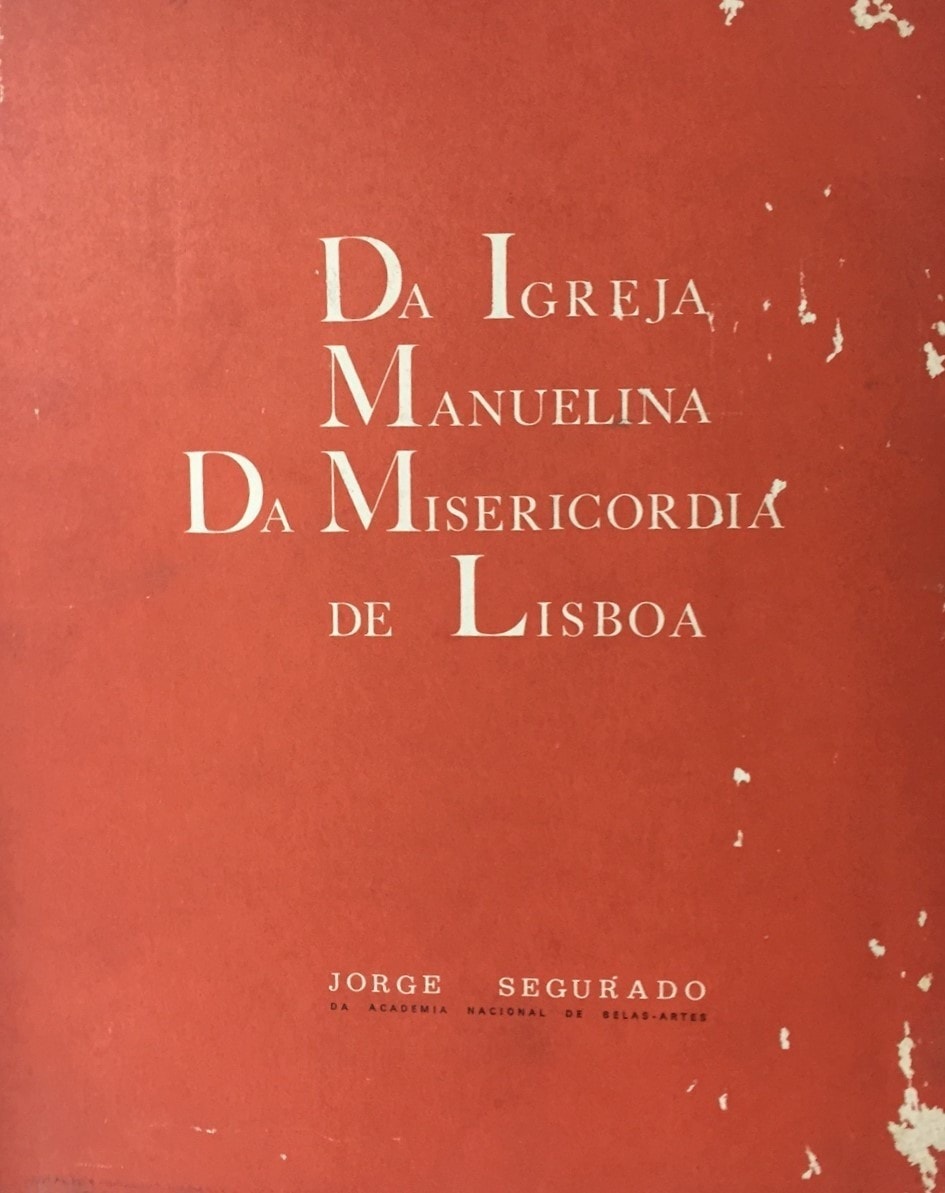 Da Igreja
Manuelina
Da Misericordia
de Lisboa
JORGE SEGURADO
DA ACADEMIA NACIONAL DE BELAS-ARTES